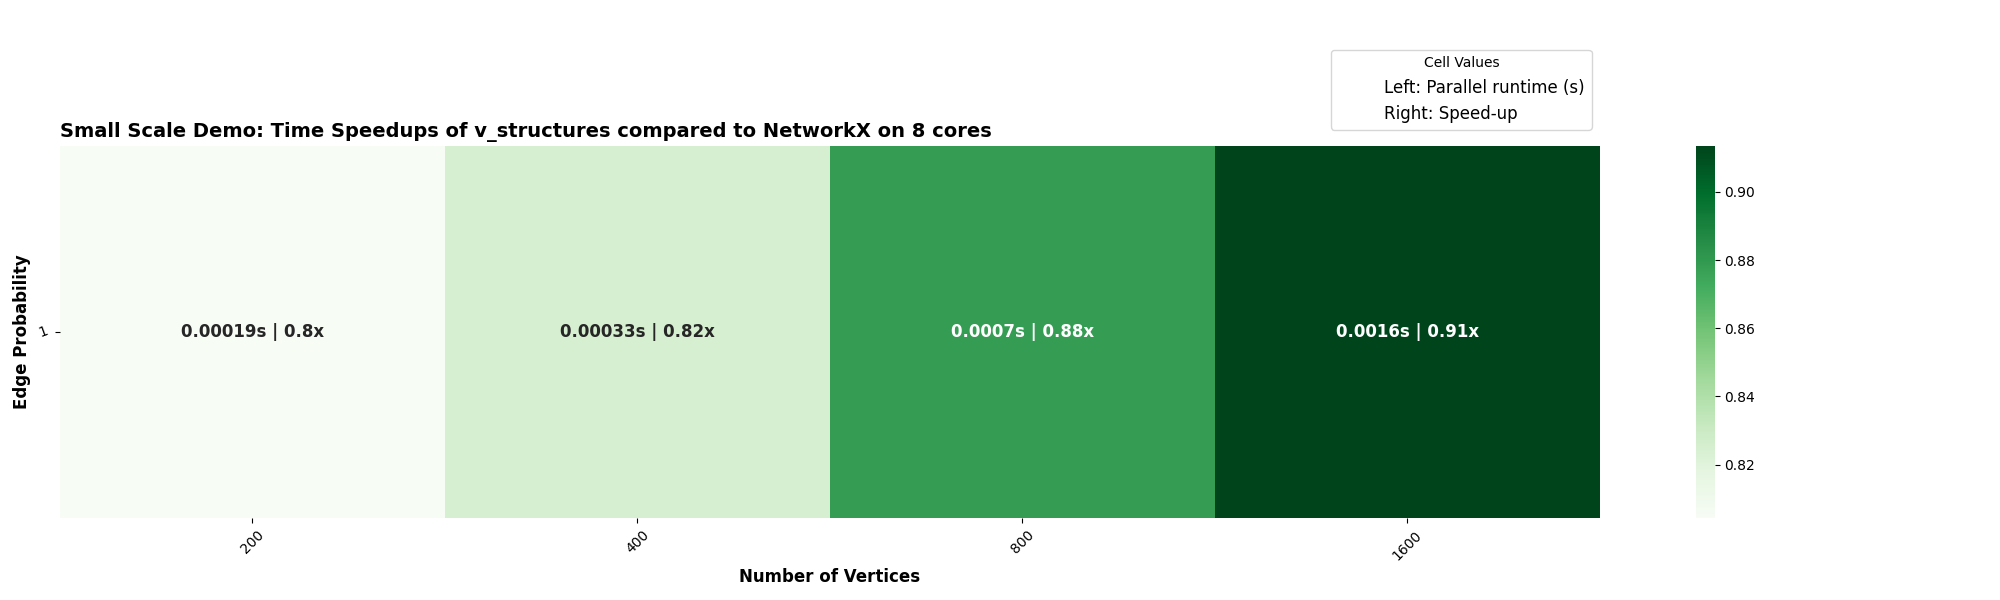 Cell Values
Left: Parallel runtime (s)
Right: Speed-up
Small Scale Demo: Time Speedups of v_structures compared to NetworkX on 8 cores
Edge Probability
1
0.00019s | 0.8x
0.00033s | 0.82x
0.0007s | 0.88x
0.0016s | 0.91x
0.90
0.88
0.86
0.84
0.82
200
400
800
1600
Number of Vertices